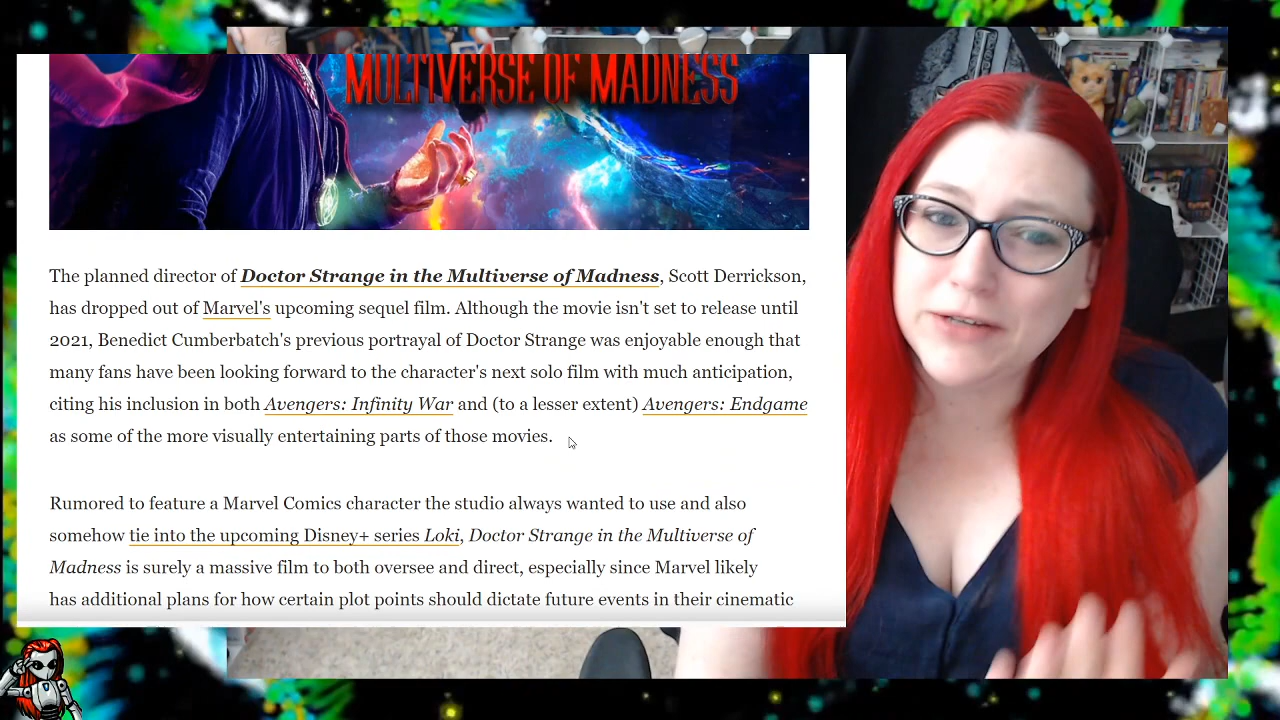 MULTIVERSE OF MADNESS
The planned director of Doctor Strange in the Multiverse of Madness, Scott Derrickson,
has dropped out of Marvel's upcoming sequel film. Although the movie isn't set to release until
2021, Benedict Cumberbatch's previous portrayal of Doctor Strange was enjoyable enough that
many fans have been looking forward to the character's next solo film with much anticipation,
citing his inclusion in both Avengers: Infinity War and (to a lesser extent) Avengers: Endgame
as some of the more visually entertaining parts of those movies.
Rumored to feature a Marvel Comics character the studio always wanted to use and also
somehow tie into the upcoming Disney+ series Loki, Doctor Strange in the Multiverse of
Madness is surely a massive film to both oversee and direct, especially since Marvel likely
has additional plans for how certain plot points should dictate future events in their cinematic